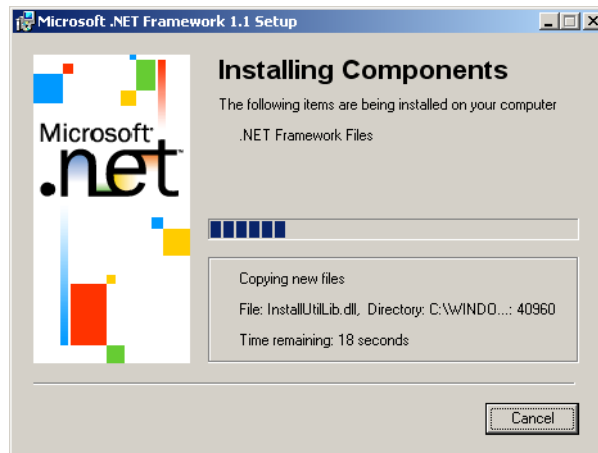 Microsoft .NET Framework 1.1 Setup
Installing Components
The following items are being installed on your computer
.NET Framework Files
Microsoft
.net
Copying new files
File: InstallUtilLib.dll, Directory: C:\WINDO...: 40960
Time remaining: 18 seconds
Cancel